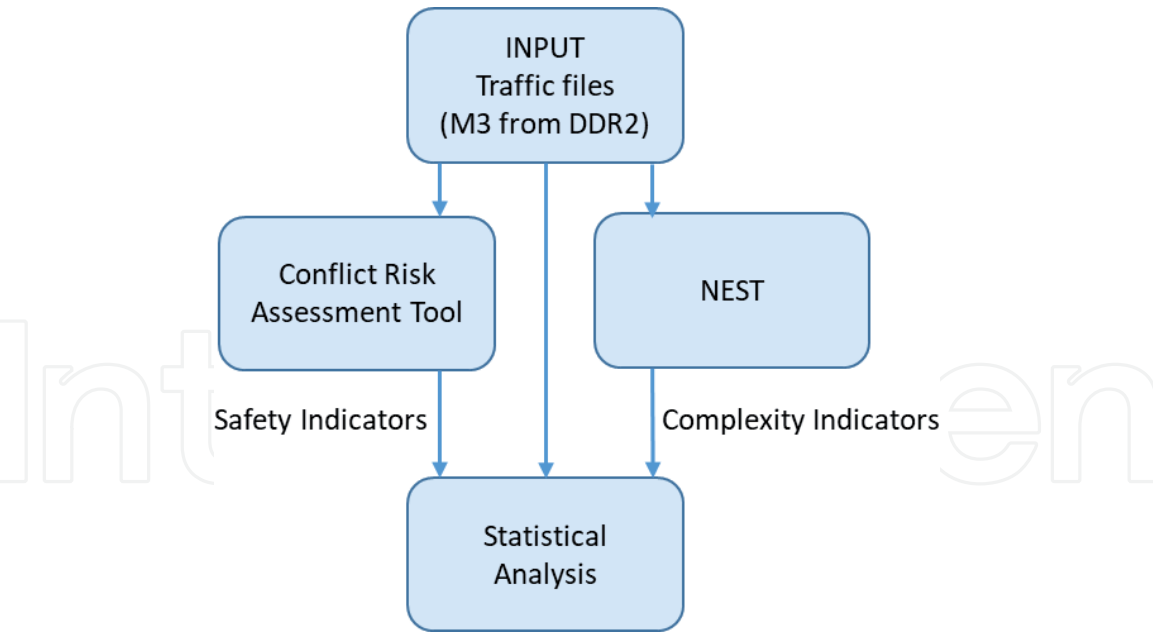 INPUT
Traffic files
(M3 from DDR2)
Conflict Risk
Assessment Tool
NEST
Safety Indicators
Complexity Indicators
Statistical
Analysis